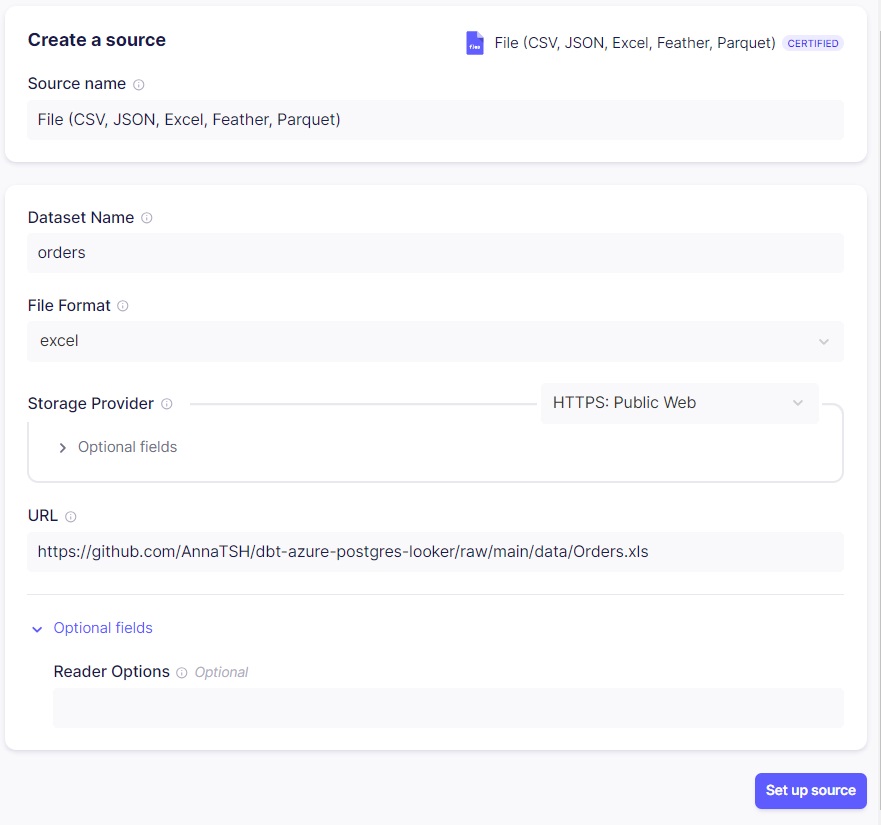 Create a source
File (CSV, JSON, Excel, Feather, Parquet) CERTIFIED
Source name
File (CSV, JSON, Excel, Feather, Parquet)
Dataset Name
orders
File Format
excel
Storage Provider
HTTPS: Public Web
Optional fields
URL
https://github.com/AnnaTSH/dbt-azure-postgres-looker/raw/main/data/Orders.xls
Optional fields
Reader Options Optional
Set up source